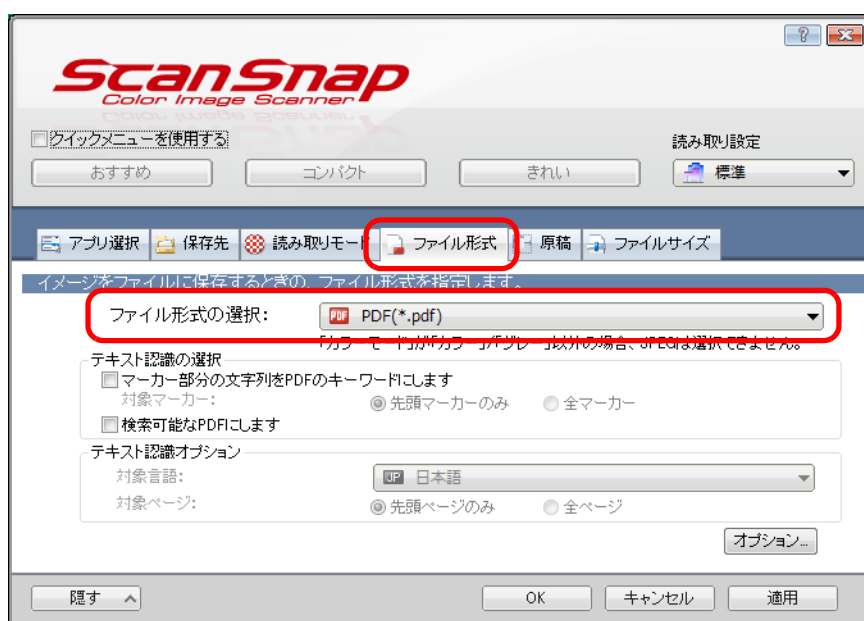 ScanSnap
Color Image Scanner
クイックメニューを使用する
読み取り設定
おすすめ
コンパクト
きれい
標準
アプリ選択
保存先
読み取りモード
ファイル形式
原稿
ファイルサイズ
イメージをファイルに保存するときの、ファイル形式を指定します。
ファイル形式の選択:
PDF PDF(*.pdf)
「カラーモード」が「カラー」/「グレー」以外の場合、JPEGは選択できません。
テキスト認識の選択
マーカー部分の文字列をPDFのキーワードにします
対象マーカー:
先頭マーカーのみ
全マーカー
検索可能なPDFにします
テキスト認識オプション
対象言語:
JP 日本語
対象ページ:
先頭ページのみ
全ページ
オプション...
隠す
OK
キャンセル
適用